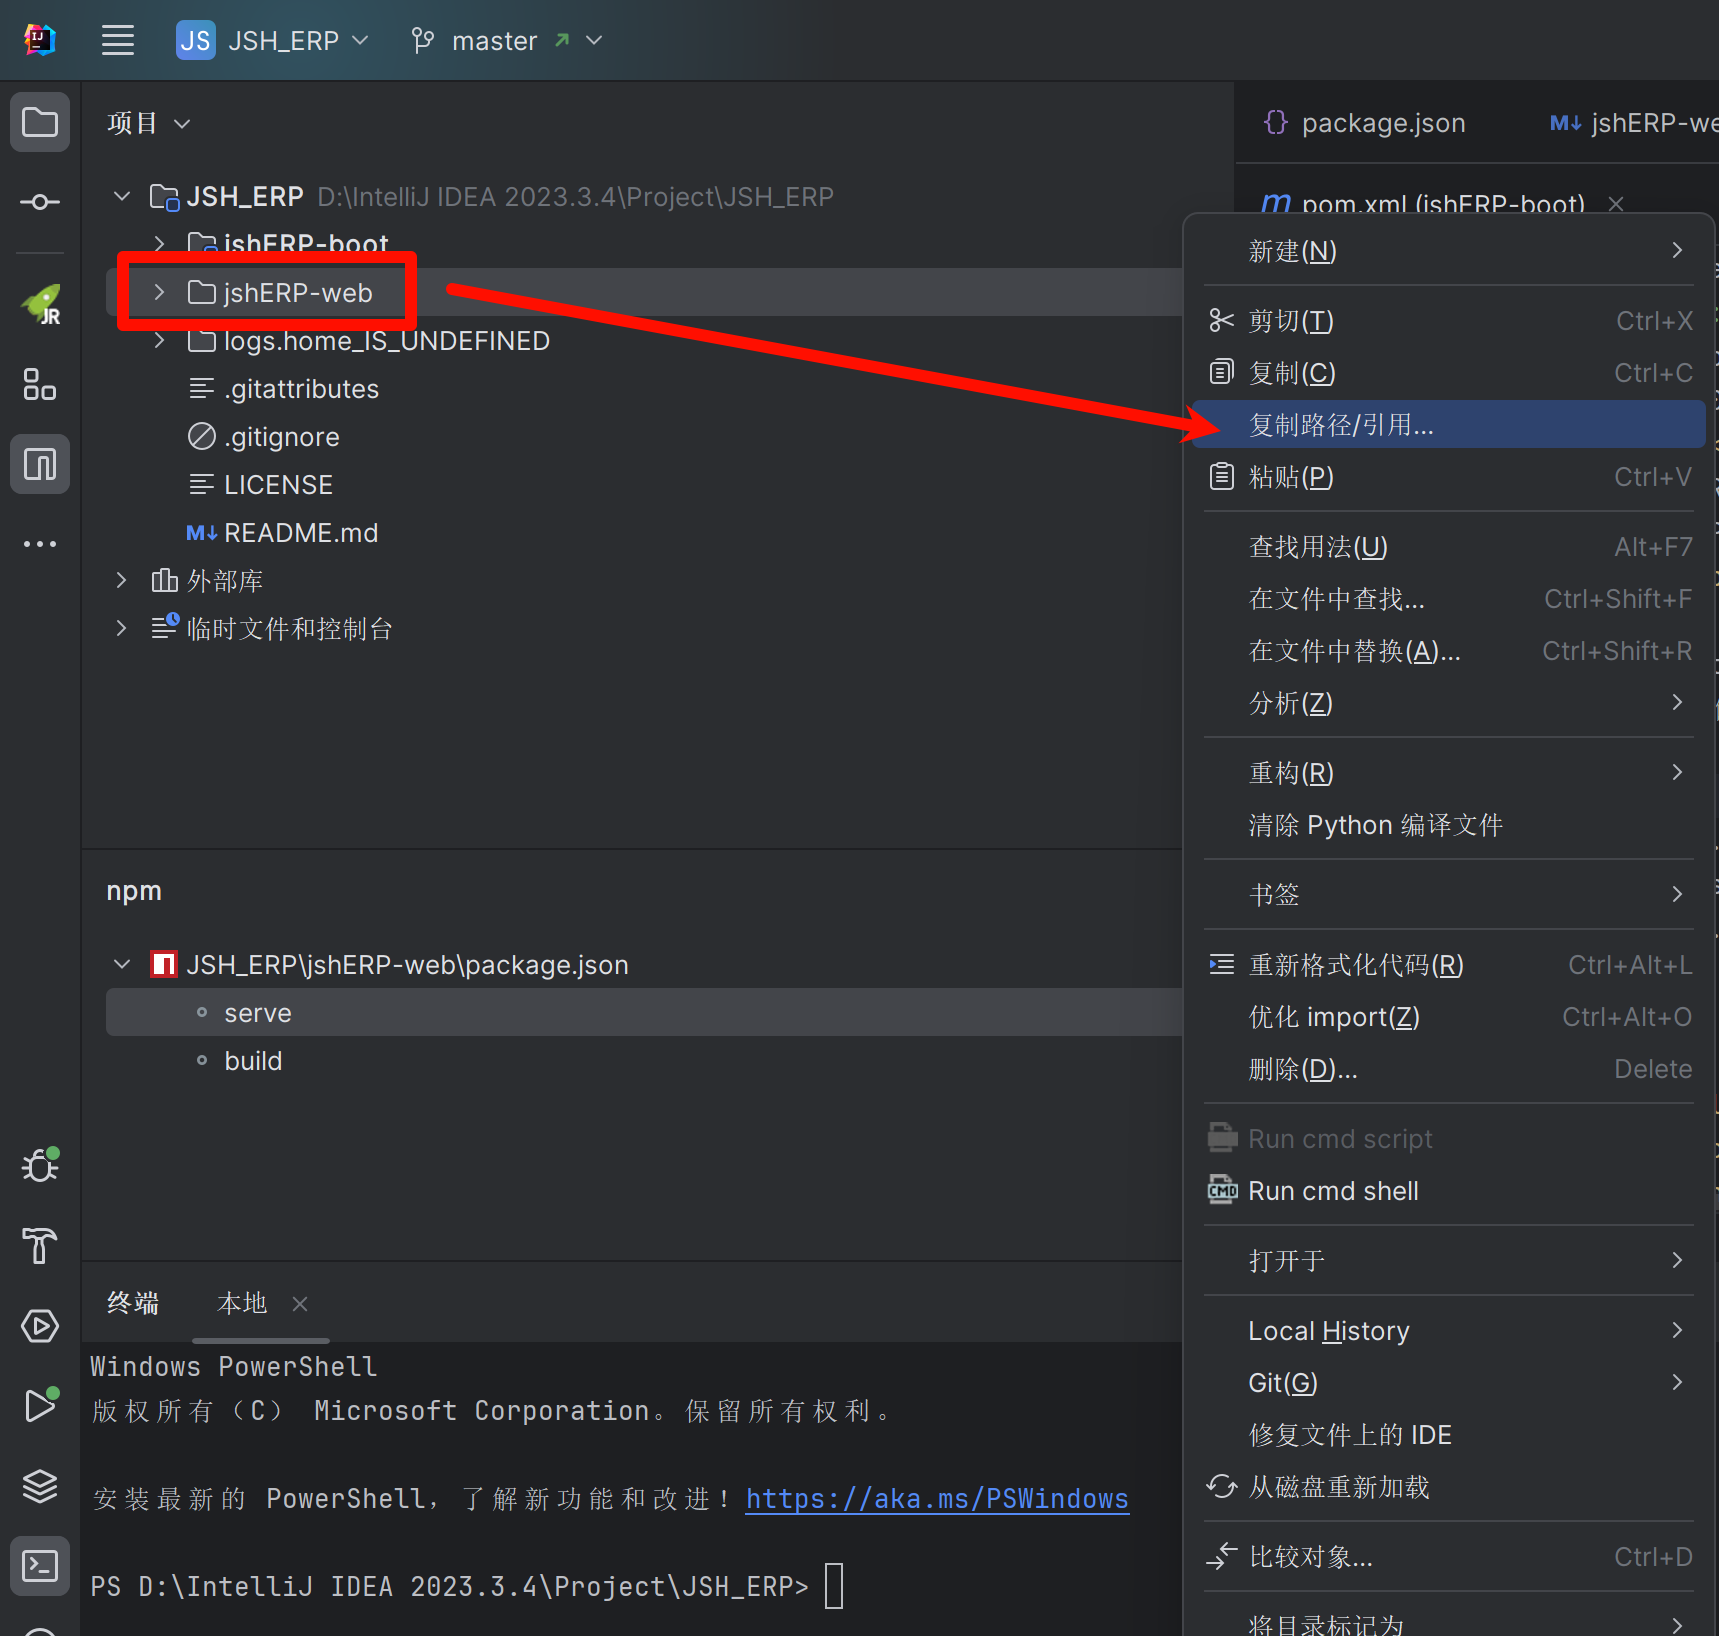 JS JSH_ERP master
项目
JSH_ERP D:\IntelliJ IDEA 2023.3.4\Project\JSH_ERP
jshERP-boot
jshERP-web
logs.home_IS_UNDEFINED
.gitattributes
.gitignore
LICENSE
M↓ README.md
外部库
临时文件和控制台
npm
JSH_ERP\jshERP-web\package.json
serve
build
终端 本地
Windows PowerShell
版权所有（C） Microsoft Corporation。保留所有权利。
安装最新的 PowerShell，了解新功能和改进！https://aka.ms/PSWindows
PS D:\IntelliJ IDEA 2023.3.4\Project\JSH_ERP>
{} package.json M↓ jshERP-we
m pom.xml (jshERP-boot)
新建(N)
剪切(T) Ctrl+X
复制(C) Ctrl+C
复制路径/引用...
粘贴(P) Ctrl+V
查找用法(U) Alt+F7
在文件中查找... Ctrl+Shift+F
在文件中替换(A)... Ctrl+Shift+R
分析(Z)
重构(R)
清除 Python 编译文件
书签
重新格式化代码(R) Ctrl+Alt+L
优化 import(Z) Ctrl+Alt+O
删除(D)... Delete
Run cmd script
CMD Run cmd shell
打开于
Local History
Git(G)
修复文件上的 IDE
从磁盘重新加载
比较对象... Ctrl+D
将目录标记为